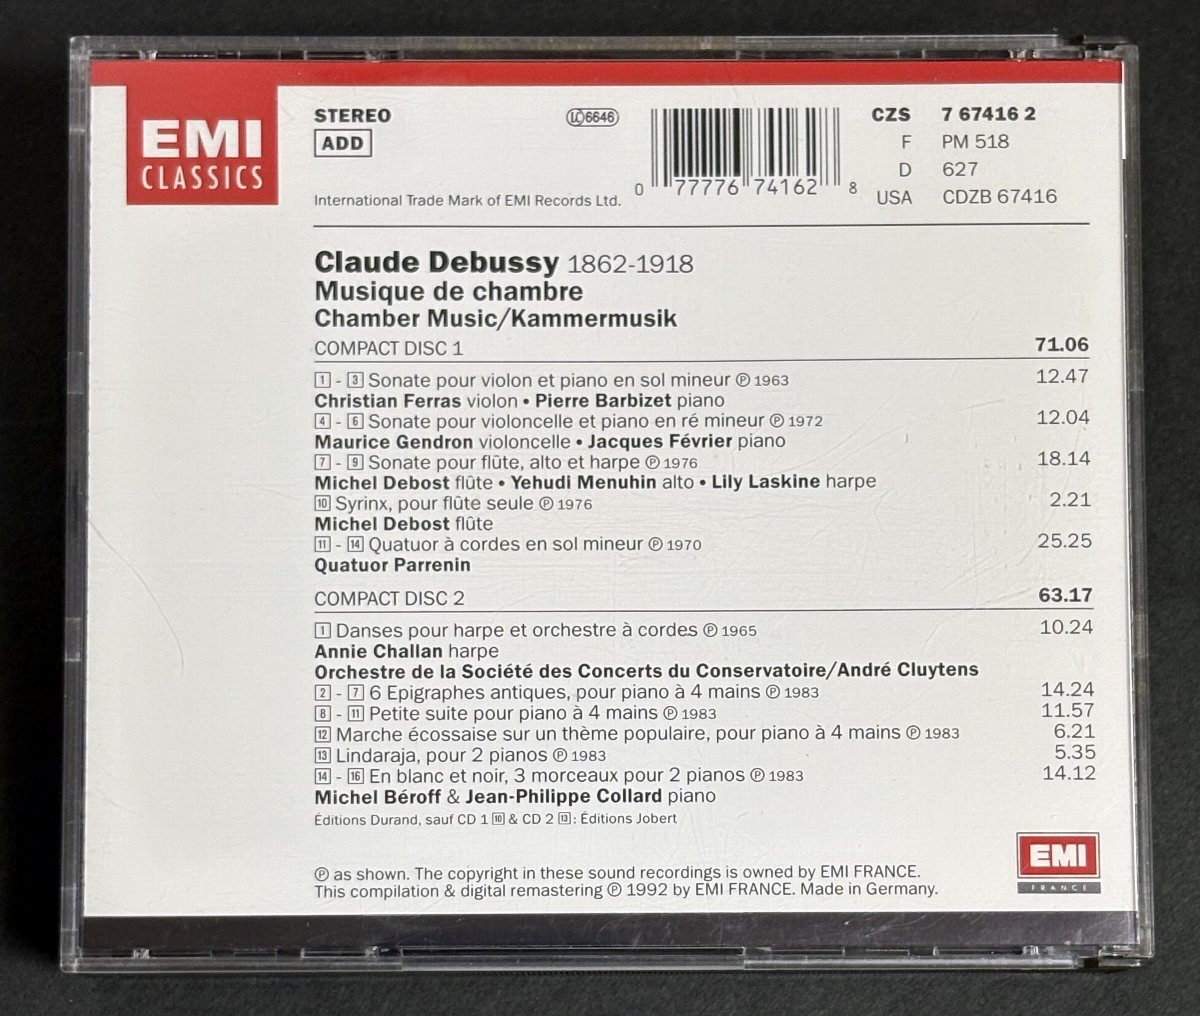 EMI
CLASSICS
STEREO
ADD
LC 6646
International Trade Mark of EMI Records Ltd.
0 77777 74162 8
CZS 7 67416 2
F PM 518
D 627
USA CDZB 67416
Claude Debussy 1862-1918
Musique de chambre
Chamber Music/Kammermusik
COMPACT DISC 1 71.06
1 - 3 Sonate pour violon et piano en sol mineur ℗ 1963 12.47
Christian Ferras violon • Pierre Barbizet piano
4 - 6 Sonate pour violoncelle et piano en ré mineur ℗ 1972 12.04
Maurice Gendron violoncelle • Jacques Février piano
7 - 9 Sonate pour flûte, alto et harpe ℗ 1976 18.14
Michel Debost flûte • Yehudi Menuhin alto • Lily Laskine harpe
10 Syrinx, pour flûte seule ℗ 1976 2.21
Michel Debost flûte
11 - 14 Quatuor à cordes en sol mineur ℗ 1970 25.25
Quatuor Parrenin
COMPACT DISC 2 63.17
1 Danses pour harpe et orchestre à cordes ℗ 1965 10.24
Annie Challan harpe
Orchestre de la Société des Concerts du Conservatoire/André Cluytens
2 - 7 6 Epigraphes antiques, pour piano à 4 mains ℗ 1983 14.24
8 - 11 Petite suite pour piano à 4 mains ℗ 1983 11.57
12 Marche écossaise sur un thème populaire, pour piano à 4 mains ℗ 1983 6.21
13 Lindaraja, pour 2 pianos ℗ 1983 5.35
14 - 16 En blanc et noir, 3 morceaux pour 2 pianos ℗ 1983 14.12
Michel Béroff & Jean-Philippe Collard piano
Éditions Durand, sauf CD 1 10 & CD 2 13: Éditions Jobert
℗ as shown. The copyright in these sound recordings is owned by EMI FRANCE.
This compilation & digital remastering ℗ 1992 by EMI FRANCE. Made in Germany.
EMI
FRANCE